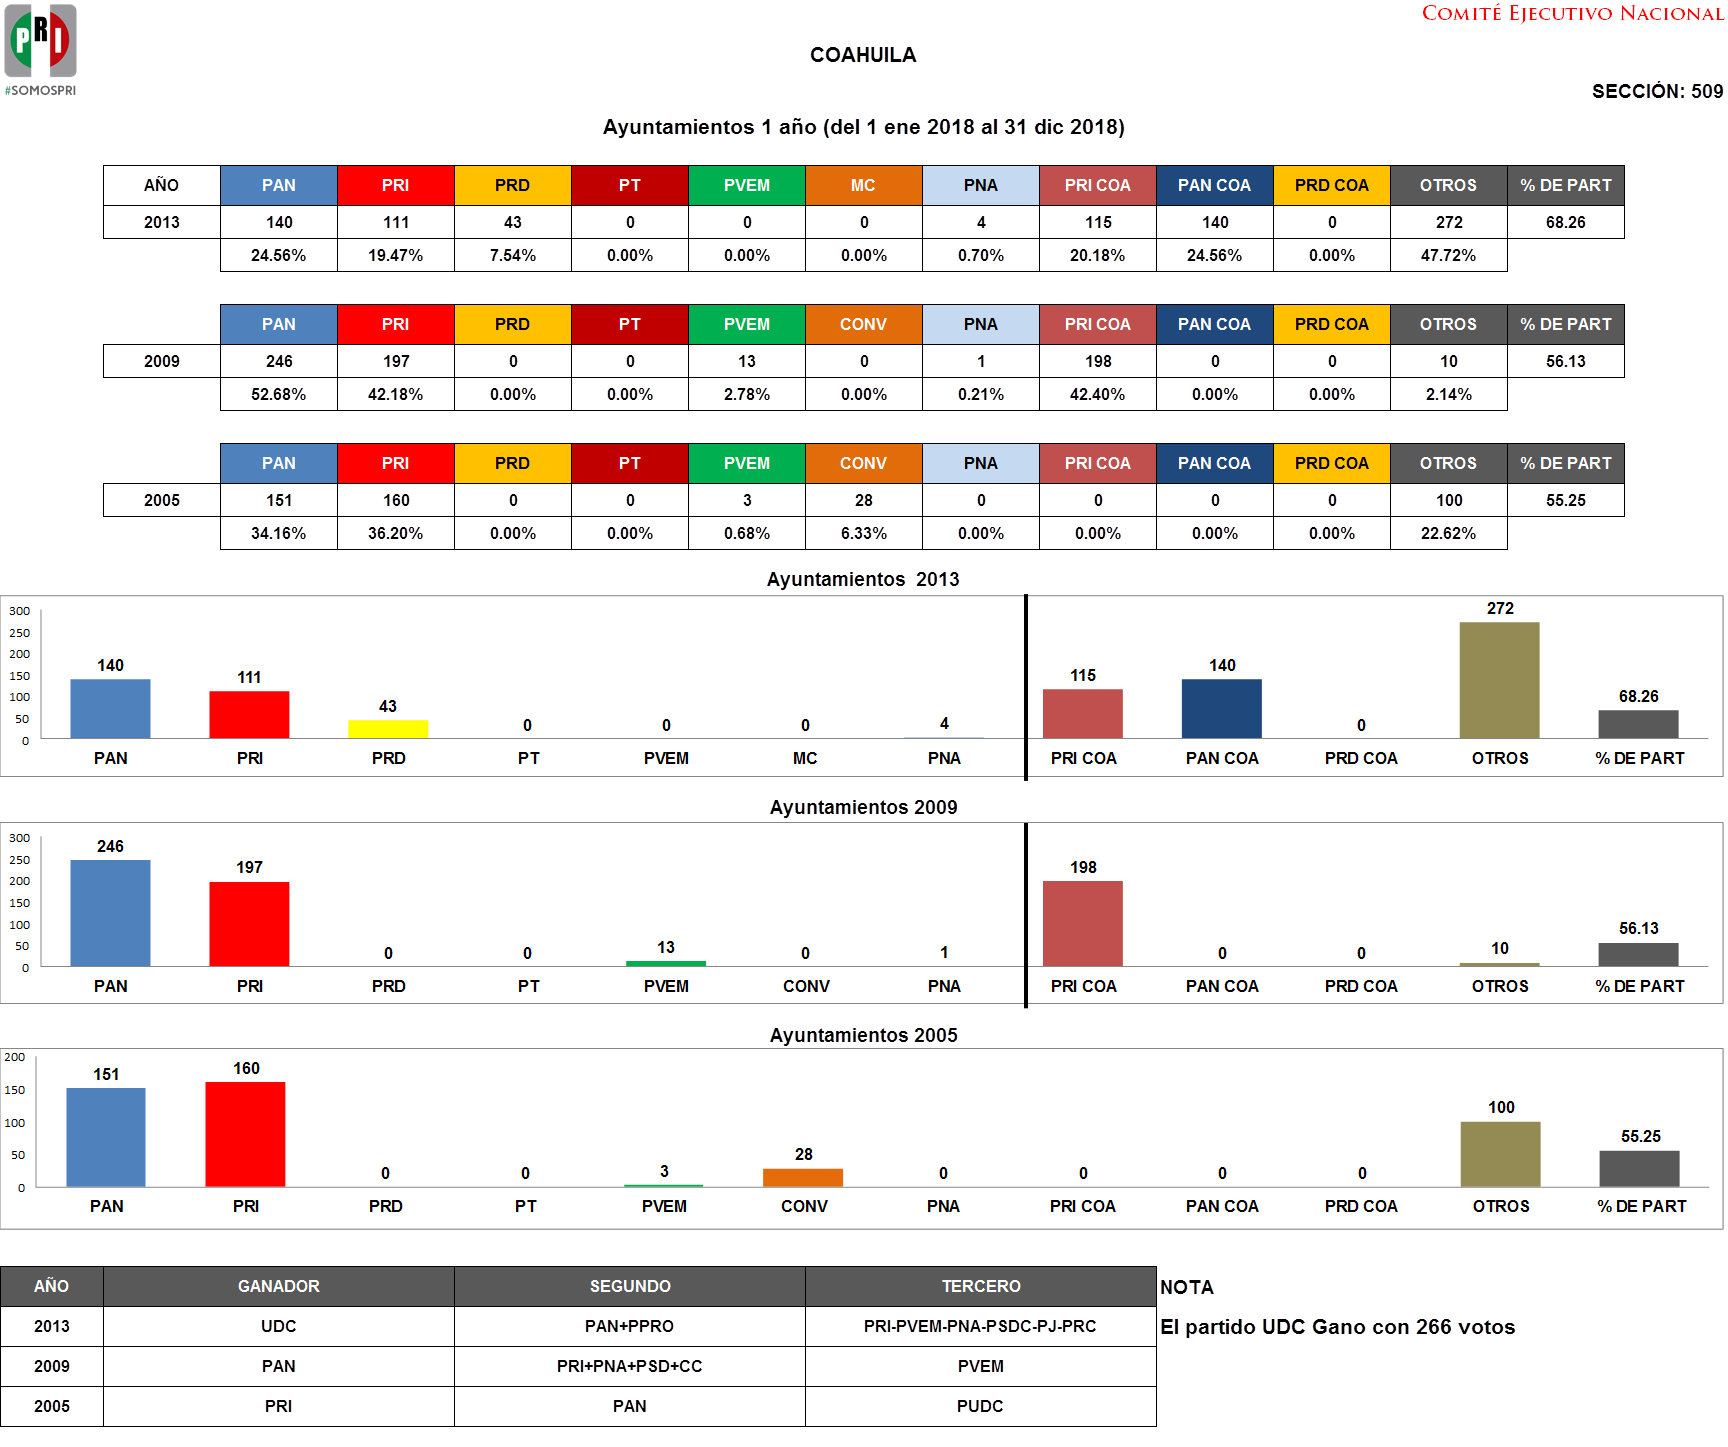 PRI
#SOMOSPRI
COMITÉ EJECUTIVO NACIONAL
COAHUILA
SECCIÓN: 509
Ayuntamientos 1 año (del 1 ene 2018 al 31 dic 2018)
AÑO PAN PRI PRD PT PVEM MC PNA PRI COA PAN COA PRD COA OTROS % DE PART
2013 140 111 43 0 0 0 4 115 140 0 272 68.26
24.56% 19.47% 7.54% 0.00% 0.00% 0.00% 0.70% 20.18% 24.56% 0.00% 47.72%
PAN PRI PRD PT PVEM CONV PNA PRI COA PAN COA PRD COA OTROS % DE PART
2009 246 197 0 0 13 0 1 198 0 0 10 56.13
52.68% 42.18% 0.00% 0.00% 2.78% 0.00% 0.21% 42.40% 0.00% 0.00% 2.14%
PAN PRI PRD PT PVEM CONV PNA PRI COA PAN COA PRD COA OTROS % DE PART
2005 151 160 0 0 3 28 0 0 0 0 100 55.25
34.16% 36.20% 0.00% 0.00% 0.68% 6.33% 0.00% 0.00% 0.00% 0.00% 22.62%
Ayuntamientos 2013
300
250
200
150
100
50
0
140 111 43 0 0 0 4 115 140 0 272 68.26
PAN PRI PRD PT PVEM MC PNA PRI COA PAN COA PRD COA OTROS % DE PART
Ayuntamientos 2009
300
250
200
150
100
50
0
246 197 0 0 13 0 1 198 0 0 10 56.13
PAN PRI PRD PT PVEM CONV PNA PRI COA PAN COA PRD COA OTROS % DE PART
Ayuntamientos 2005
200
150
100
50
0
151 160 0 0 3 28 0 0 0 0 100 55.25
PAN PRI PRD PT PVEM CONV PNA PRI COA PAN COA PRD COA OTROS % DE PART
AÑO GANADOR SEGUNDO TERCERO NOTA
2013 UDC PAN+PPRO PRI-PVEM-PNA-PSDC-PJ-PRC El partido UDC Gano con 266 votos
2009 PAN PRI+PNA+PSD+CC PVEM
2005 PRI PAN PUDC